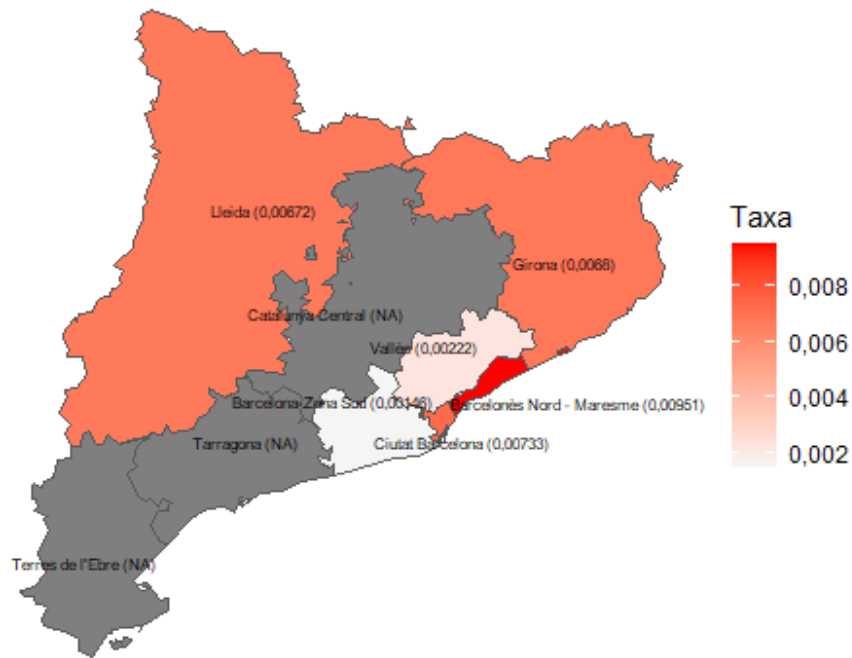 Lleida (0,00672)
Girona (0,0068)
Catalunya Central (NA)
Vallès (0,00222)
Barcelona Zona Sud (0,00146)
Barcelonès Nord - Maresme (0,00951)
Tarragona (NA)
Ciutat Barcelona (0,00733)
Terres de l'Ebre (NA)
Taxa
0,008
0,006
0,004
0,002